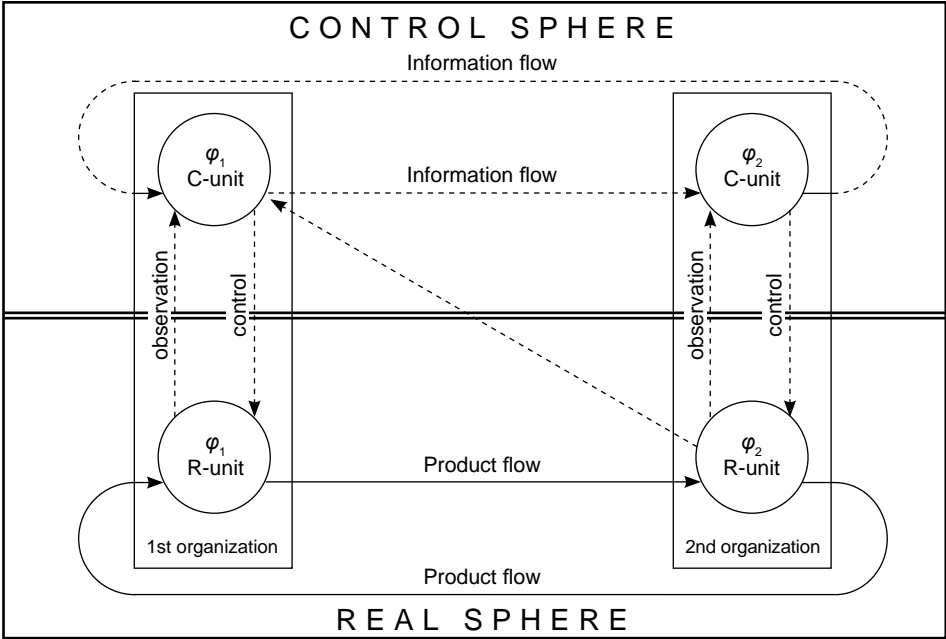 CONTROL SPHERE
Information flow
φ1
C-unit
φ2
C-unit
Information flow
observation
control
observation
control
φ1
R-unit
φ2
R-unit
Product flow
1st organization
2nd organization
Product flow
REAL SPHERE